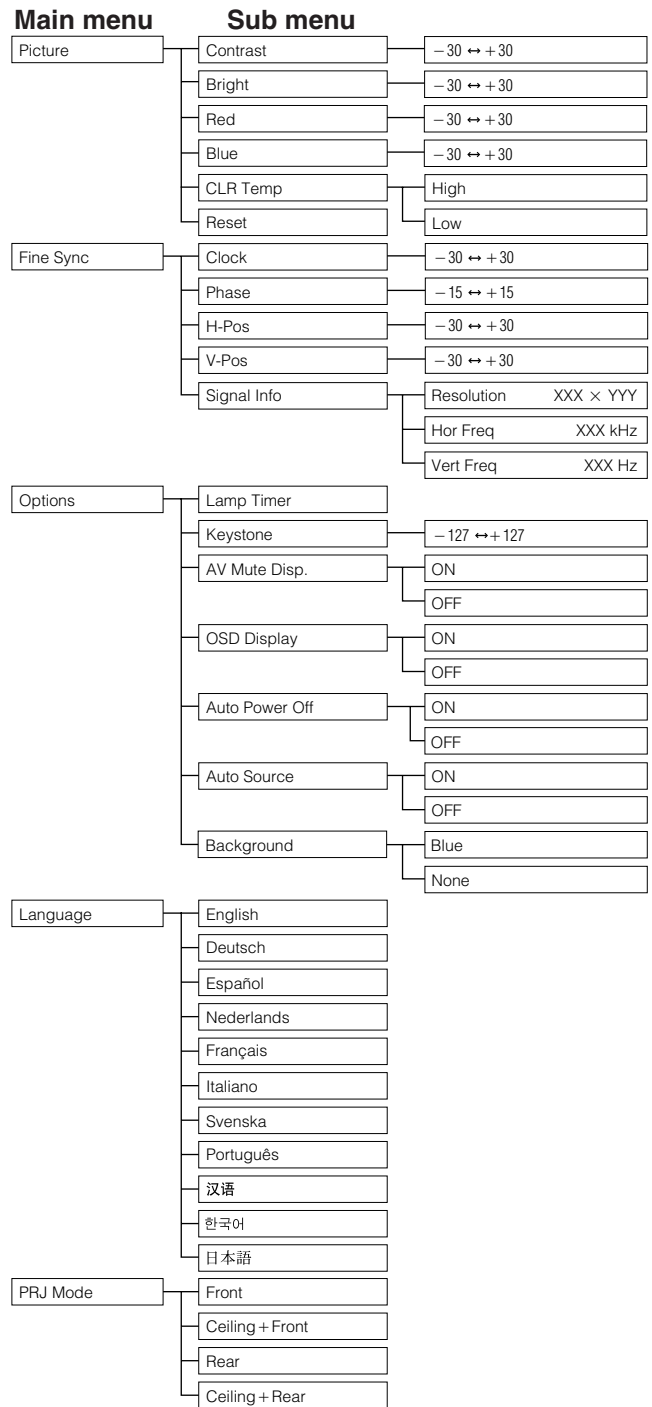 Main menu Sub menu
Picture Contrast −30 ↔ +30
Bright −30 ↔ +30
Red −30 ↔ +30
Blue −30 ↔ +30
CLR Temp High
Reset Low
Fine Sync Clock −30 ↔ +30
Phase −15 ↔ +15
H-Pos −30 ↔ +30
V-Pos −30 ↔ +30
Signal Info Resolution XXX × YYY
Hor Freq XXX kHz
Vert Freq XXX Hz
Options Lamp Timer
Keystone −127 ↔ +127
AV Mute Disp. ON
OFF
OSD Display ON
OFF
Auto Power Off ON
OFF
Auto Source ON
OFF
Background Blue
None
Language English
Deutsch
Español
Nederlands
Français
Italiano
Svenska
Português
汉语
한국어
日本語
PRJ Mode Front
Ceiling+Front
Rear
Ceiling+Rear